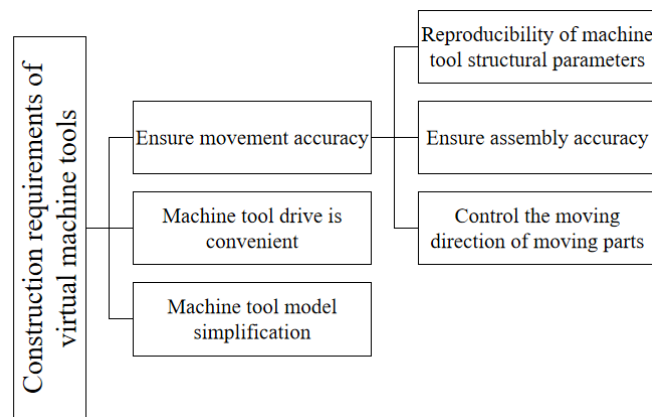 Construction requirements of
virtual machine tools
Ensure movement accuracy
Machine tool drive is
convenient
Machine tool model
simplification
Reproducibility of machine
tool structural parameters
Ensure assembly accuracy
Control the moving
direction of moving parts